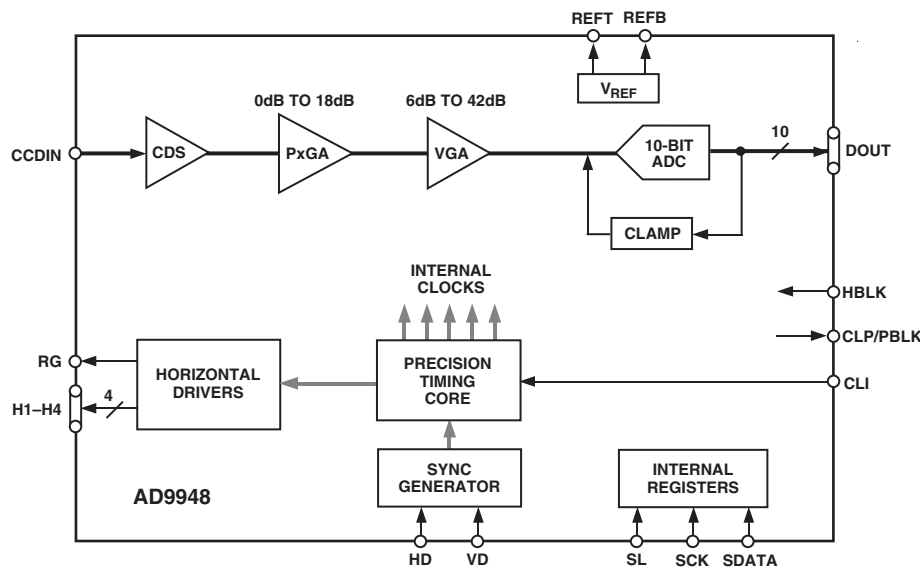 REFT REFB
VREF
0dB TO 18dB
6dB TO 42dB
CCDIN
CDS
PxGA
VGA
10-BIT
ADC
10
DOUT
CLAMP
INTERNAL
CLOCKS
HBLK
CLP/PBLK
RG
HORIZONTAL
DRIVERS
PRECISION
TIMING
CORE
CLI
H1–H4
4
SYNC
GENERATOR
INTERNAL
REGISTERS
AD9948
HD VD
SL SCK SDATA